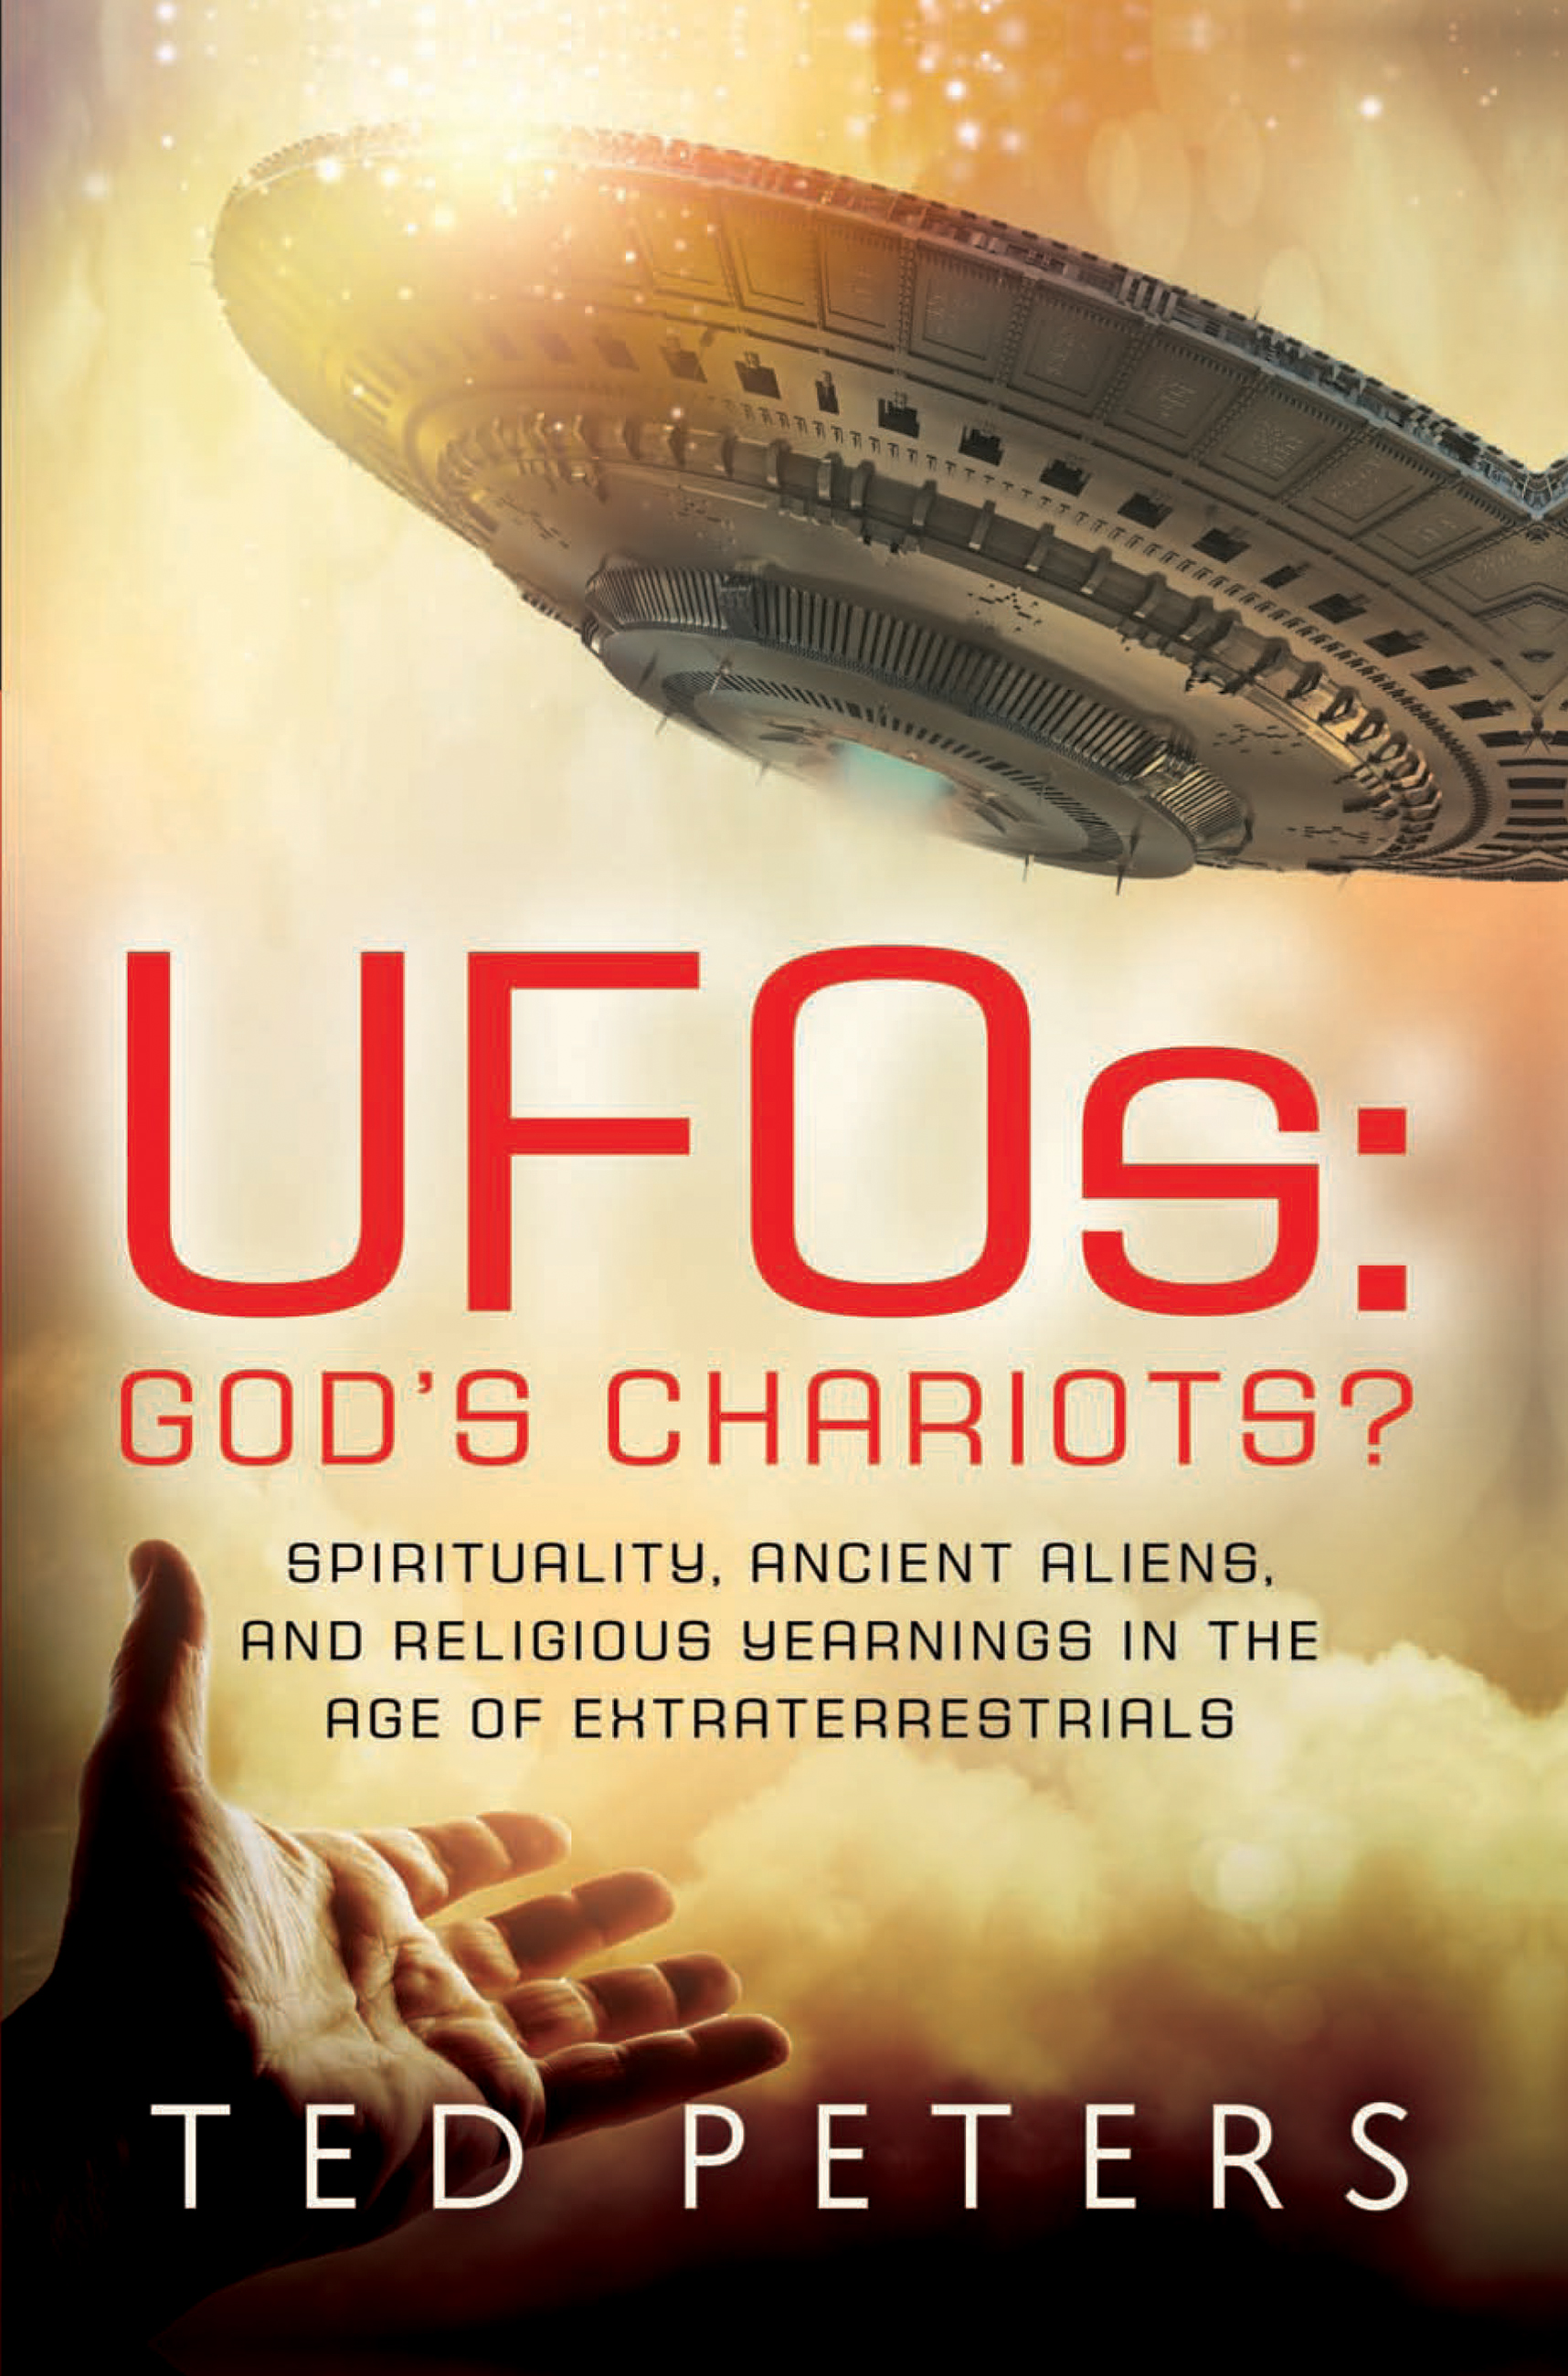 UFOs:
GOD'S CHARIOTS?
SPIRITUALITY, ANCIENT ALIENS,
AND RELIGIOUS YEARNINGS IN THE
AGE OF EXTRATERRESTRIALS
TED PETERS